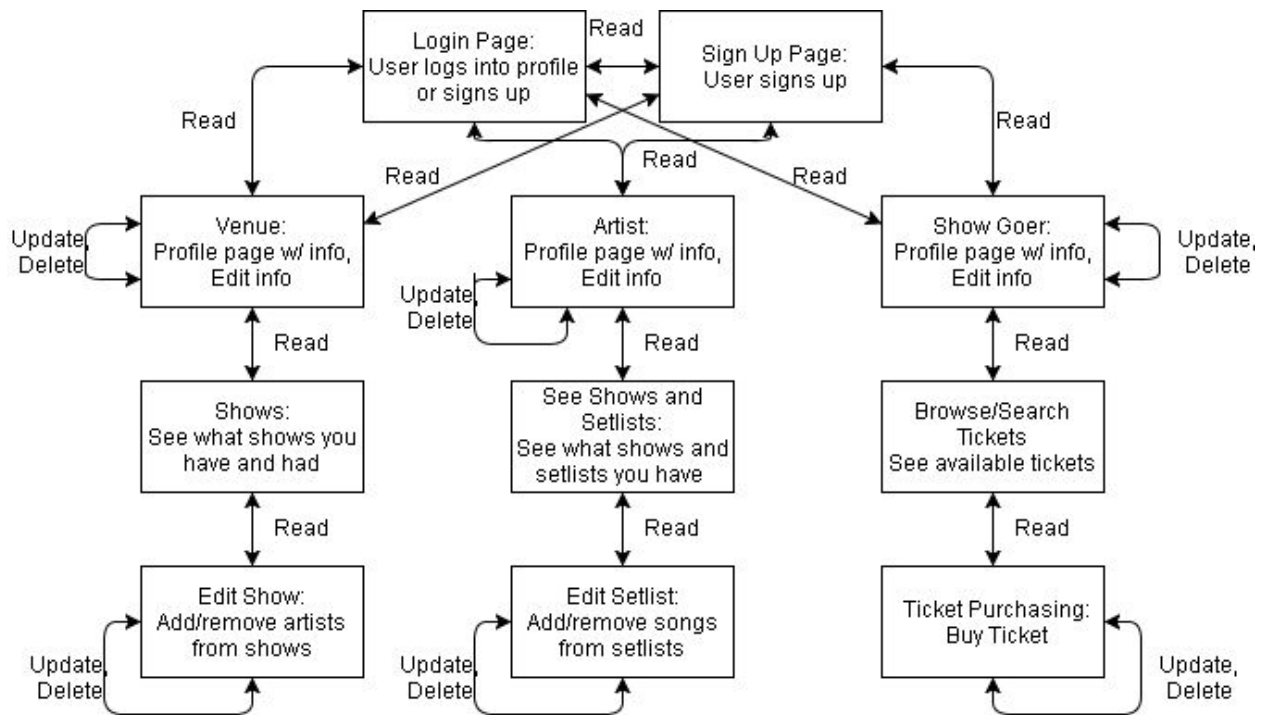 Login Page:
User logs into profile
or signs up
Read
Sign Up Page:
User signs up
Read
Read
Read
Read
Read
Venue:
Profile page w/ info,
Edit info
Update,
Delete
Artist:
Profile page w/ info,
Edit info
Update,
Delete
Show Goer:
Profile page w/ info,
Edit info
Update,
Delete
Read
Read
Read
Shows:
See what shows you
have and had
See Shows and
Setlists:
See what shows and
setlists you have
Browse/Search
Tickets
See available tickets
Read
Read
Read
Edit Show:
Add/remove artists
from shows
Update,
Delete
Edit Setlist:
Add/remove songs
from setlists
Update,
Delete
Ticket Purchasing:
Buy Ticket
Update,
Delete